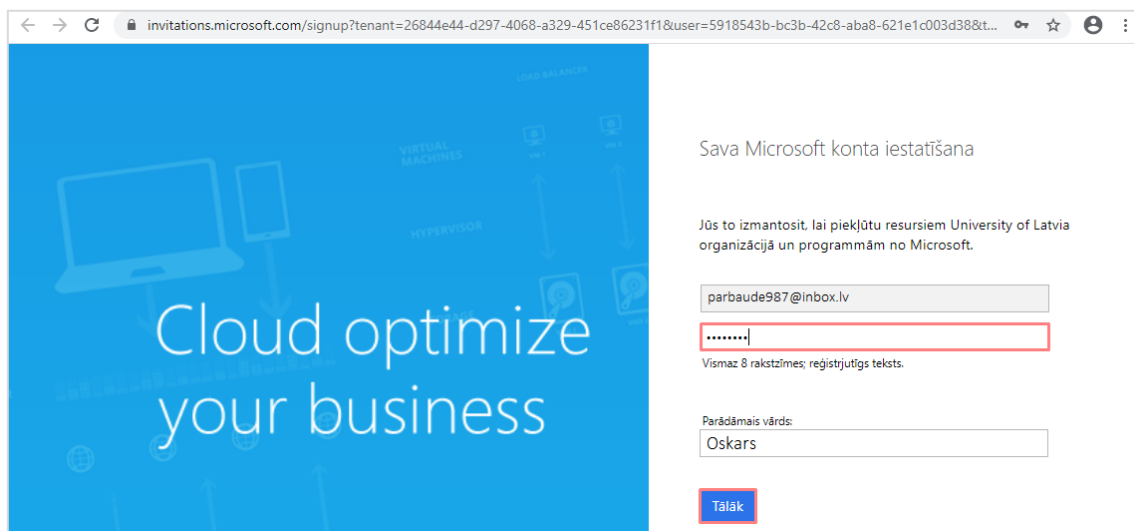 invitations.microsoft.com/signup?tenant=26844e44-d297-4068-a329-451ce86231f1&user=5918543b-bc3b-42c8-aba8-621e1c003d38&t...
LOAD BALANCER
VIRTUAL
MACHINES
HYPERVISOR
Cloud optimize
your business
Sava Microsoft konta iestatīšana
Jūs to izmantosit, lai piekļūtu resursiem University of Latvia
organizācijā un programmām no Microsoft.
parbaude987@inbox.lv
••••••••
Vismaz 8 rakstzīmes; reģistrjutīgs teksts.
Parādāmais vārds:
Oskars
Tālāk